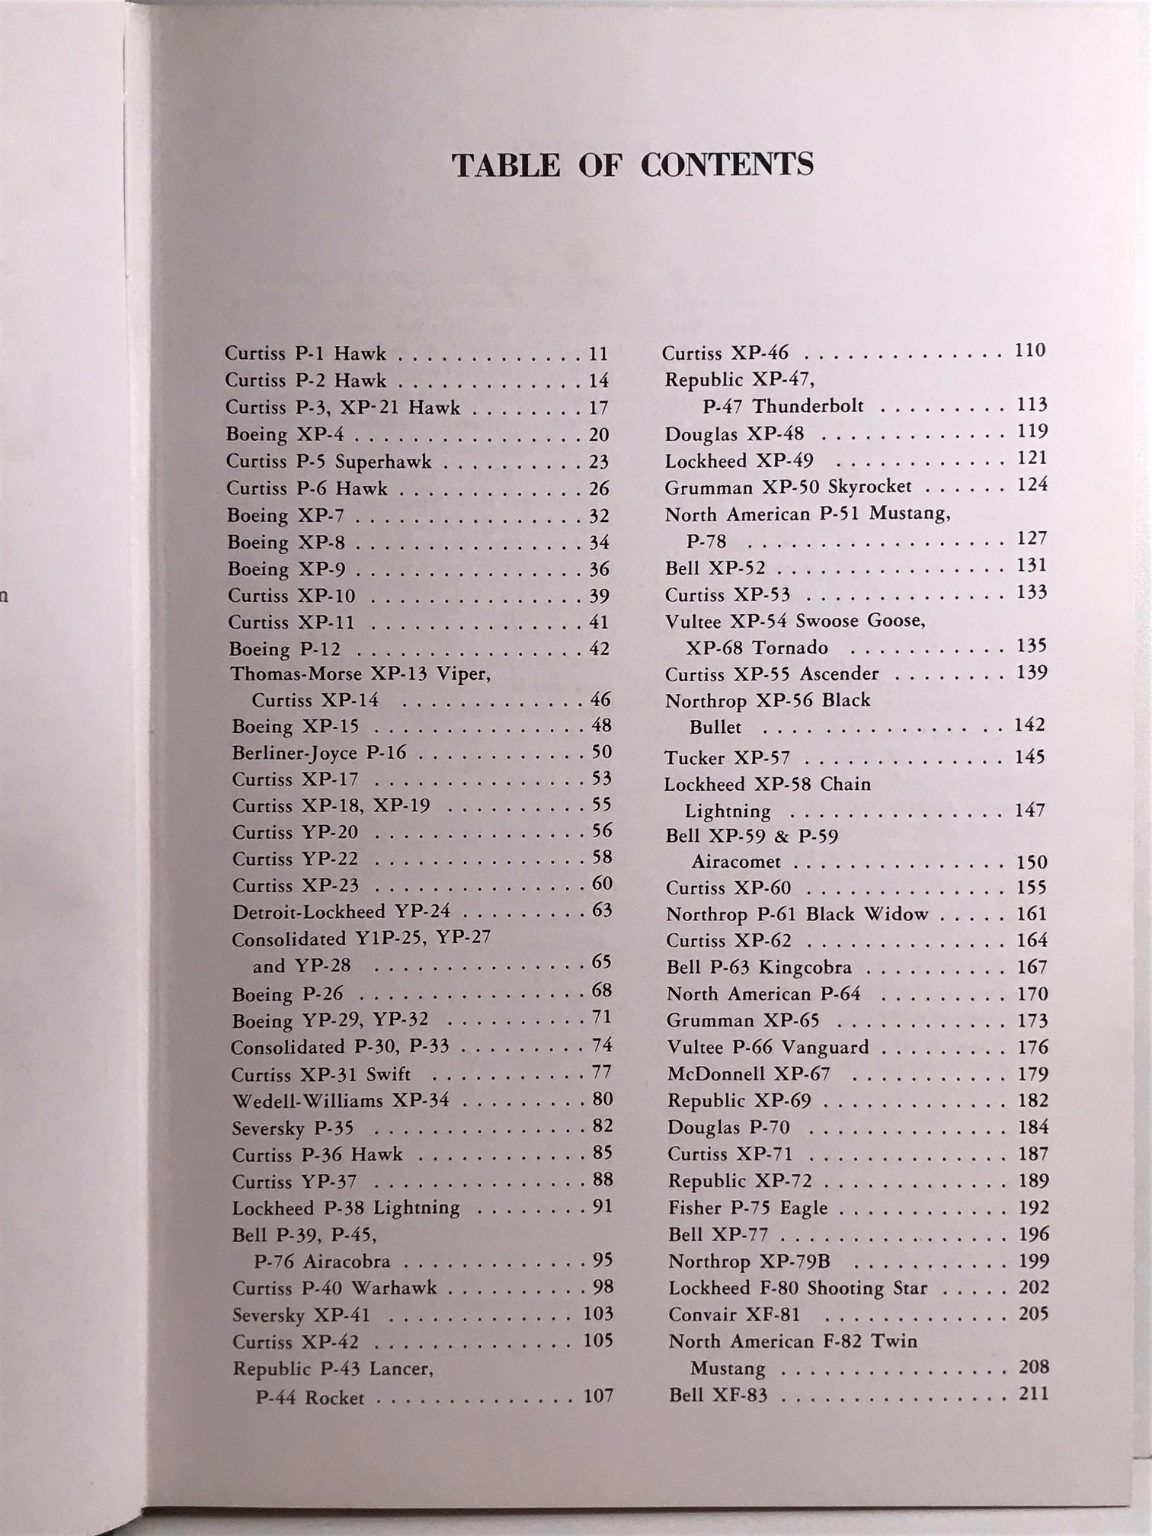 TABLE OF CONTENTS
Curtiss P-1 Hawk . . . . . . . . . . . . . 11
Curtiss P-2 Hawk . . . . . . . . . . . . . 14
Curtiss P-3, XP-21 Hawk . . . . . . . . 17
Boeing XP-4 . . . . . . . . . . . . . . . . 20
Curtiss P-5 Superhawk . . . . . . . . . . 23
Curtiss P-6 Hawk . . . . . . . . . . . . . 26
Boeing XP-7 . . . . . . . . . . . . . . . . 32
Boeing XP-8 . . . . . . . . . . . . . . . . 34
Boeing XP-9 . . . . . . . . . . . . . . . . 36
Curtiss XP-10 . . . . . . . . . . . . . . . 39
Curtiss XP-11 . . . . . . . . . . . . . . . 41
Boeing P-12 . . . . . . . . . . . . . . . . 42
Thomas-Morse XP-13 Viper,
Curtiss XP-14 . . . . . . . . . . . . . 46
Boeing XP-15 . . . . . . . . . . . . . . . 48
Berliner-Joyce P-16 . . . . . . . . . . . . 50
Curtiss XP-17 . . . . . . . . . . . . . . . 53
Curtiss XP-18, XP-19 . . . . . . . . . . 55
Curtiss YP-20 . . . . . . . . . . . . . . . 56
Curtiss YP-22 . . . . . . . . . . . . . . . 58
Curtiss XP-23 . . . . . . . . . . . . . . . 60
Detroit-Lockheed YP-24 . . . . . . . . . 63
Consolidated Y1P-25, YP-27
and YP-28 . . . . . . . . . . . . . . . 65
Boeing P-26 . . . . . . . . . . . . . . . . 68
Boeing YP-29, YP-32 . . . . . . . . . . 71
Consolidated P-30, P-33 . . . . . . . . . 74
Curtiss XP-31 Swift . . . . . . . . . . . 77
Wedell-Williams XP-34 . . . . . . . . . 80
Seversky P-35 . . . . . . . . . . . . . . . 82
Curtiss P-36 Hawk . . . . . . . . . . . . 85
Curtiss YP-37 . . . . . . . . . . . . . . . 88
Lockheed P-38 Lightning . . . . . . . . 91
Bell P-39, P-45,
P-76 Airacobra . . . . . . . . . . . . . 95
Curtiss P-40 Warhawk . . . . . . . . . . 98
Seversky XP-41 . . . . . . . . . . . . . 103
Curtiss XP-42 . . . . . . . . . . . . . . 105
Republic P-43 Lancer,
P-44 Rocket . . . . . . . . . . . . . . 107
Curtiss XP-46 . . . . . . . . . . . . . . 110
Republic XP-47,
P-47 Thunderbolt . . . . . . . . . 113
Douglas XP-48 . . . . . . . . . . . . . 119
Lockheed XP-49 . . . . . . . . . . . . 121
Grumman XP-50 Skyrocket . . . . . . 124
North American P-51 Mustang,
P-78 . . . . . . . . . . . . . . . . . . 127
Bell XP-52 . . . . . . . . . . . . . . . . 131
Curtiss XP-53 . . . . . . . . . . . . . . 133
Vultee XP-54 Swoose Goose,
XP-68 Tornado . . . . . . . . . . . 135
Curtiss XP-55 Ascender . . . . . . . . 139
Northrop XP-56 Black
Bullet . . . . . . . . . . . . . . . . . 142
Tucker XP-57 . . . . . . . . . . . . . . 145
Lockheed XP-58 Chain
Lightning . . . . . . . . . . . . . . . 147
Bell XP-59 & P-59
Airacomet . . . . . . . . . . . . . . . 150
Curtiss XP-60 . . . . . . . . . . . . . . 155
Northrop P-61 Black Widow . . . . . 161
Curtiss XP-62 . . . . . . . . . . . . . . 164
Bell P-63 Kingcobra . . . . . . . . . . 167
North American P-64 . . . . . . . . . 170
Grumman XP-65 . . . . . . . . . . . . 173
Vultee P-66 Vanguard . . . . . . . . . 176
McDonnell XP-67 . . . . . . . . . . . 179
Republic XP-69 . . . . . . . . . . . . . 182
Douglas P-70 . . . . . . . . . . . . . . 184
Curtiss XP-71 . . . . . . . . . . . . . . 187
Republic XP-72 . . . . . . . . . . . . . 189
Fisher P-75 Eagle . . . . . . . . . . . . 192
Bell XP-77 . . . . . . . . . . . . . . . . 196
Northrop XP-79B . . . . . . . . . . . 199
Lockheed F-80 Shooting Star . . . . . 202
Convair XF-81 . . . . . . . . . . . . . 205
North American F-82 Twin
Mustang . . . . . . . . . . . . . . . . 208
Bell XF-83 . . . . . . . . . . . . . . . . 211